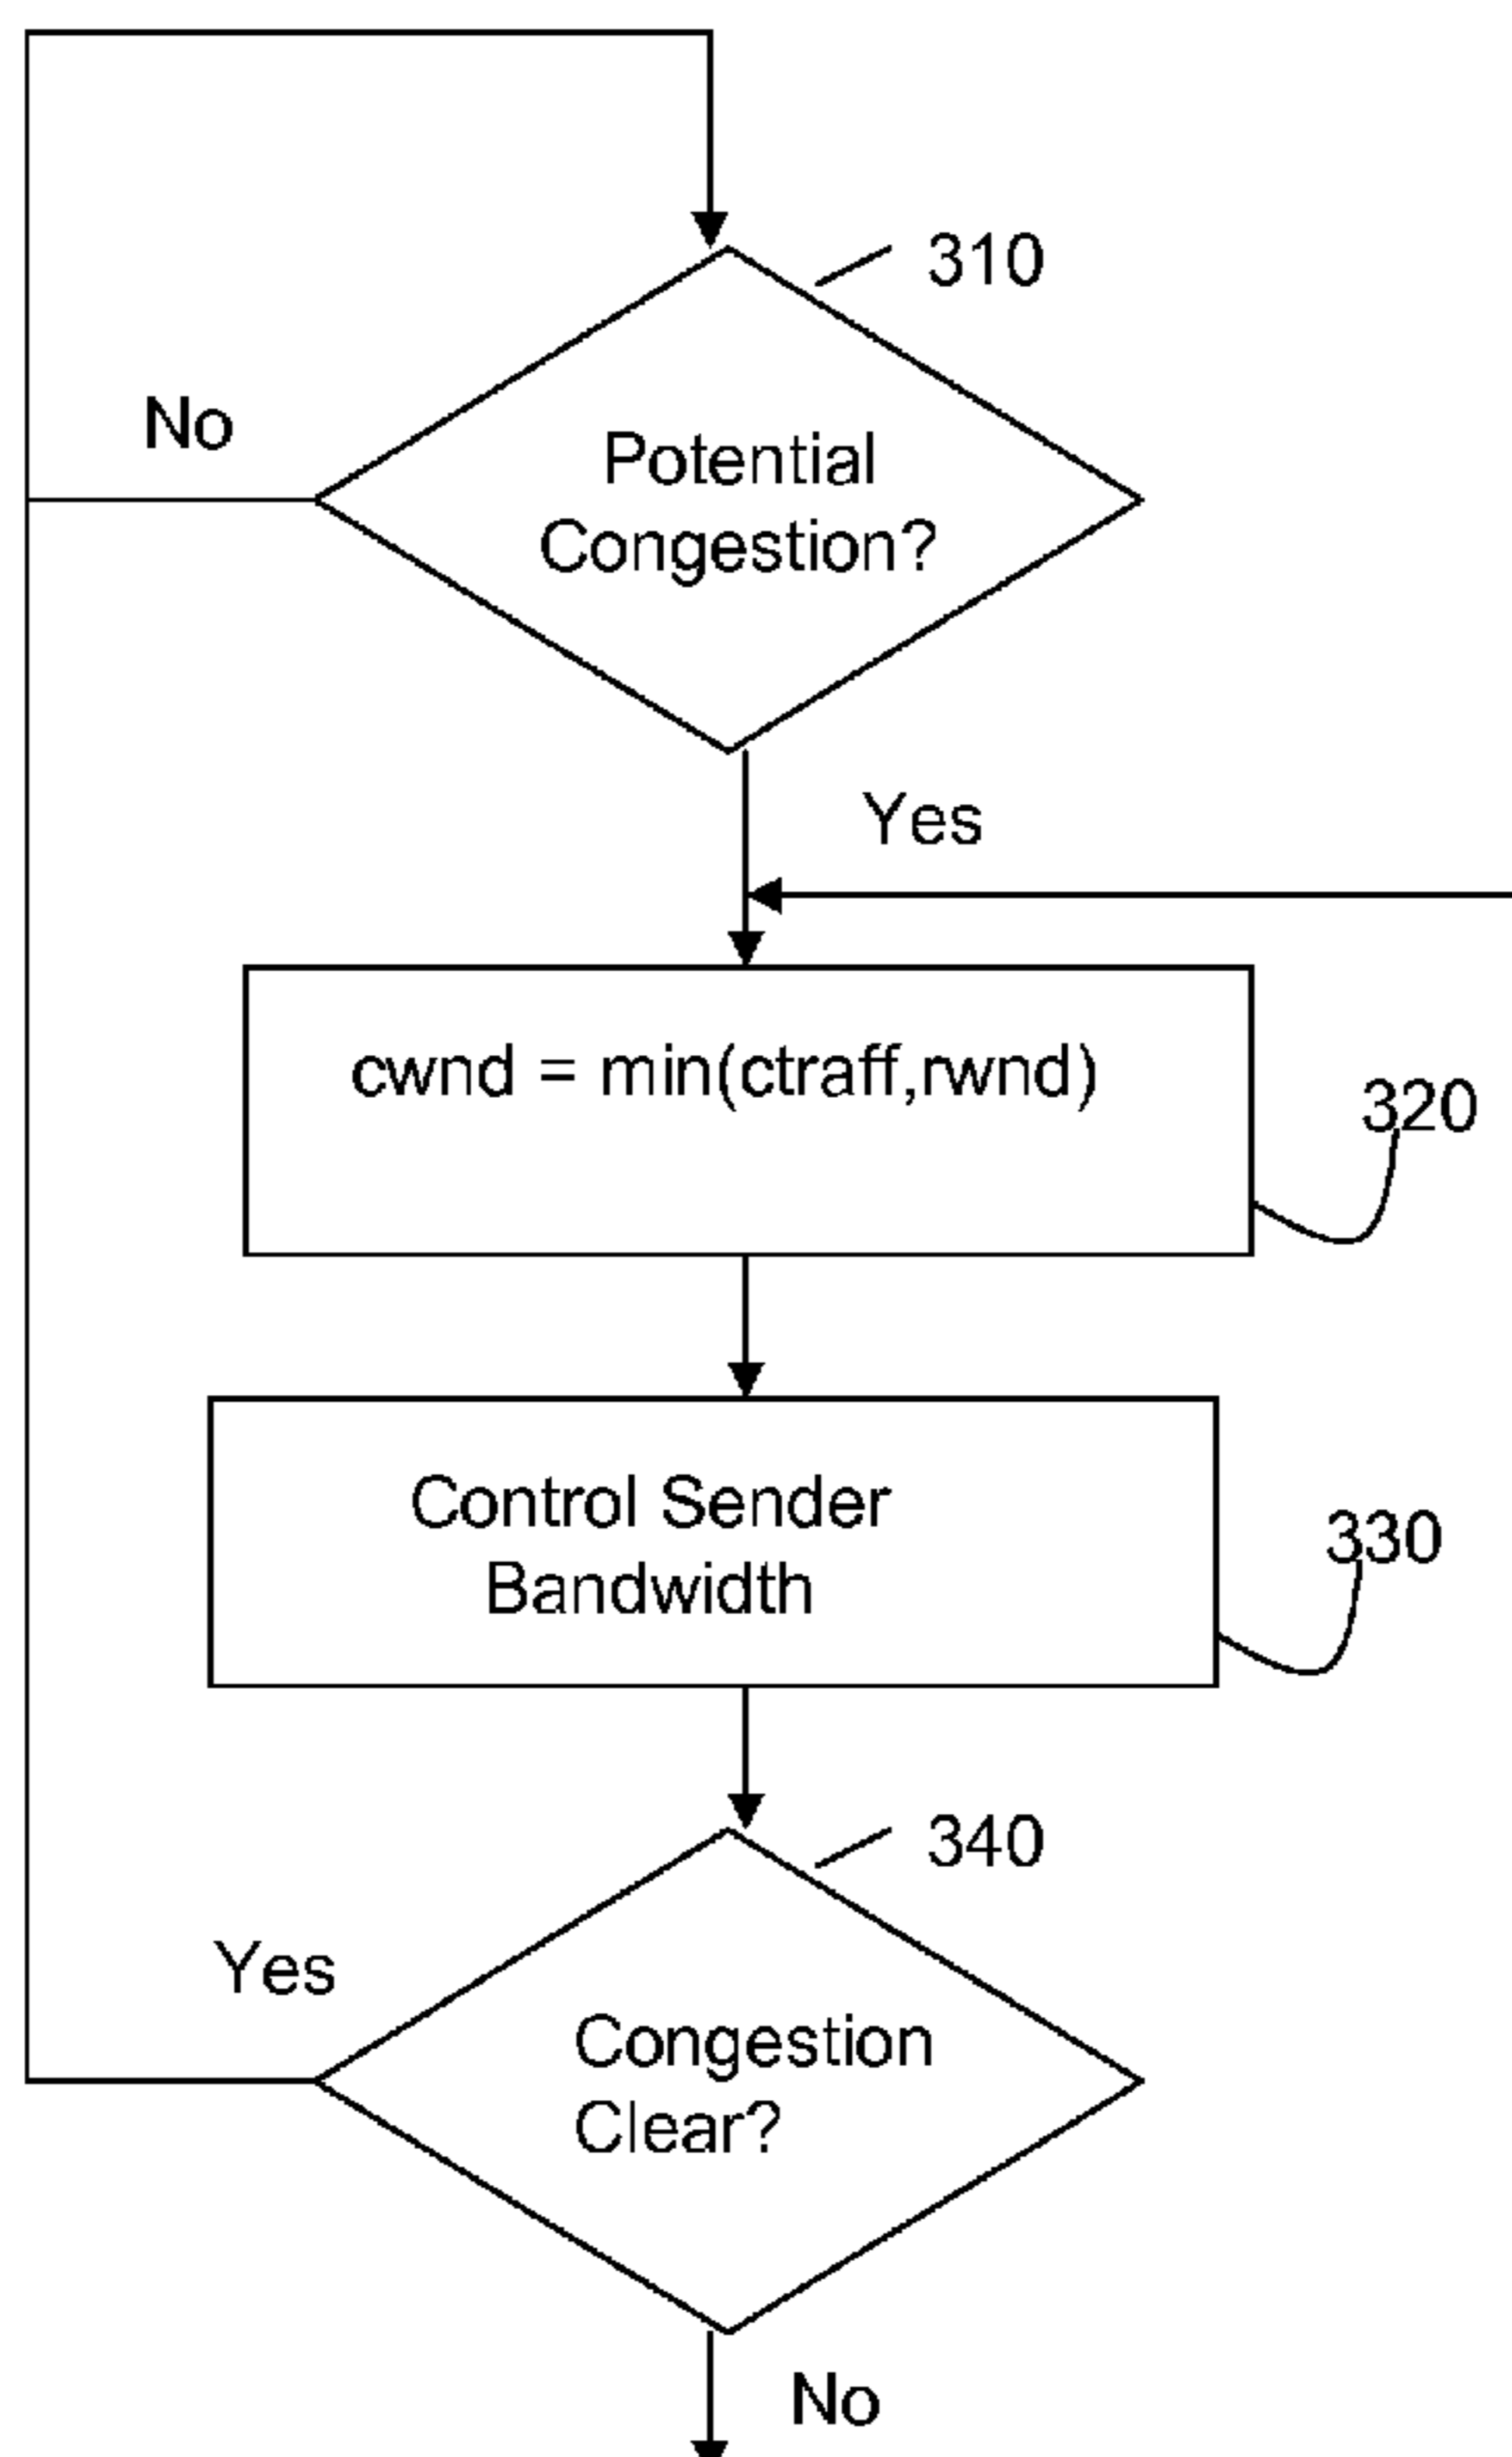 310
No
Potential
Congestion?
Yes
cwnd = min(ctraff,rwnd)
320
Control Sender
Bandwidth
330
340
Yes
Congestion
Clear?
No